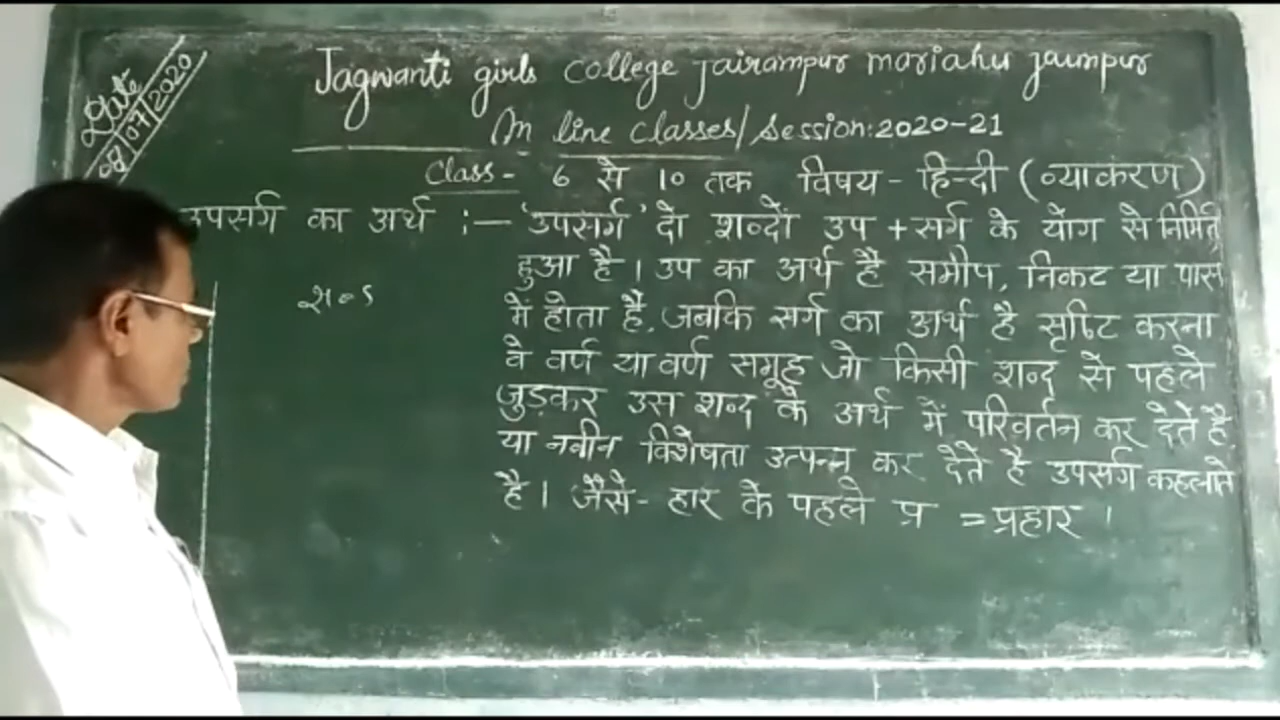 Date
08/07/2020
Jagwanti girls college jairampur mariahu jaunpur
On line classes/session:2020-21
Class- 6 से 10 तक विषय - हिन्दी (व्याकरण)
उपसर्ग का अर्थ :— 'उपसर्ग' दो शब्दों उप + सर्ग के योग से निर्मित
हुआ है । उप का अर्थ है समीप, निकट या पास
में होता है, जबकि सर्ग का अर्थ है सृष्टि करना
वे वर्ण या वर्ण समूह जो किसी शब्द से पहले
जुड़कर उस शब्द के अर्थ में परिवर्तन कर देते है,
या नवीन विशेषता उत्पन्न कर देते है उपसर्ग कहलाते
है । जैसे - हार के पहले प्र = प्रहार ।